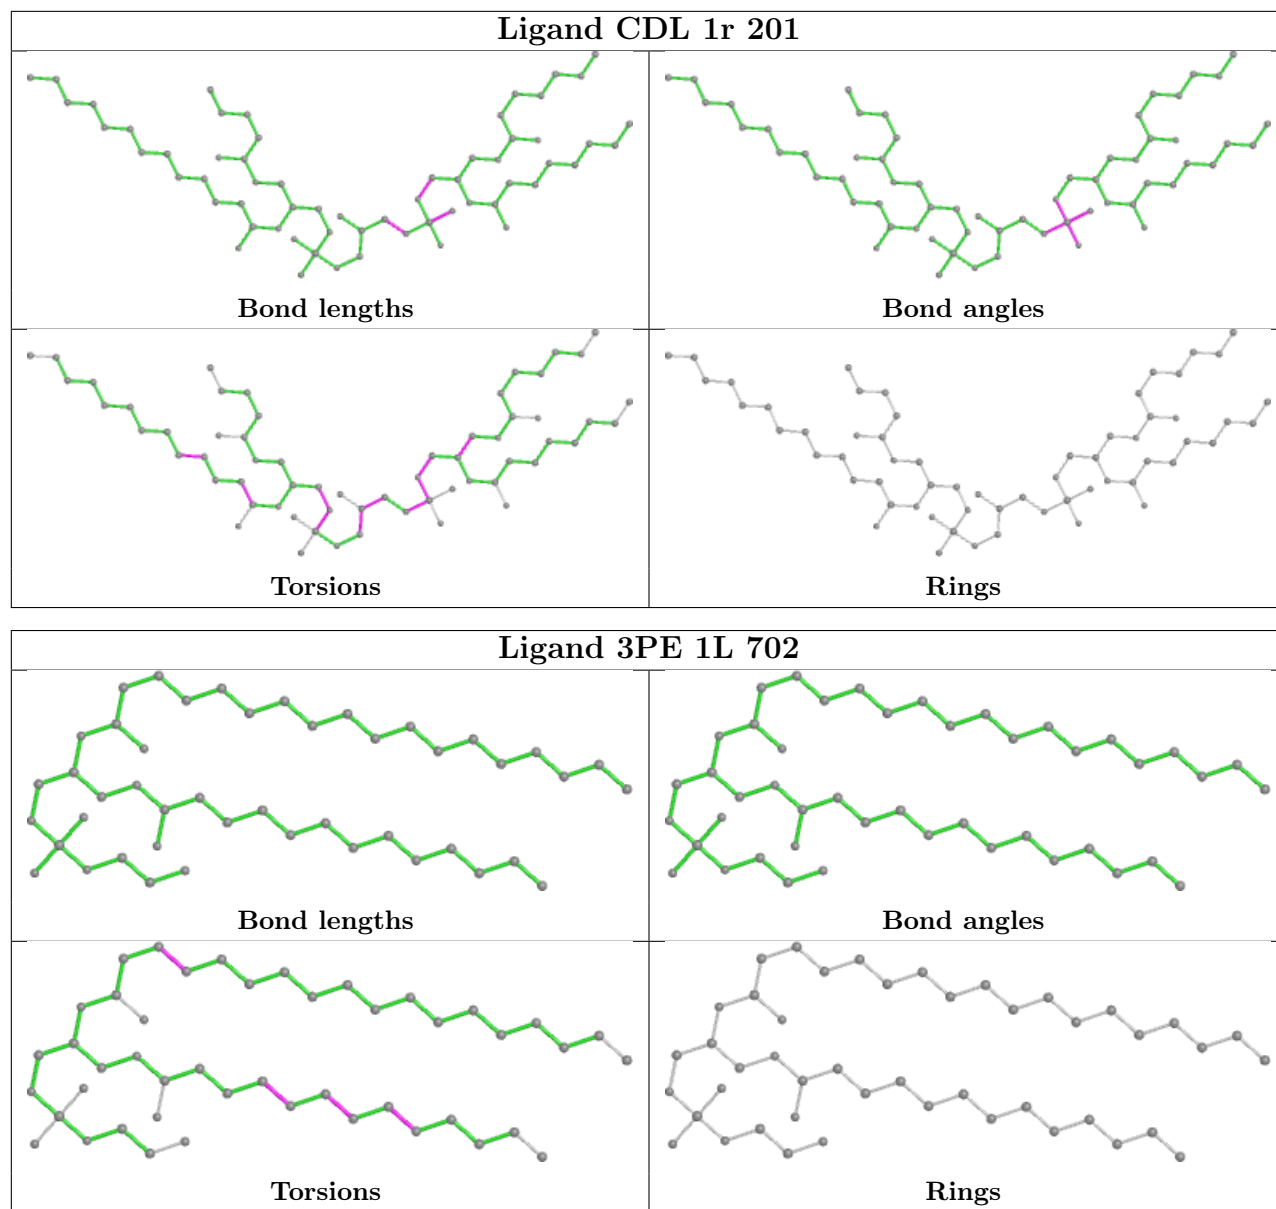 Ligand CDL 1r 201
Bond lengths
Bond angles
Torsions
Rings
Ligand 3PE 1L 702
Bond lengths
Bond angles
Torsions
Rings